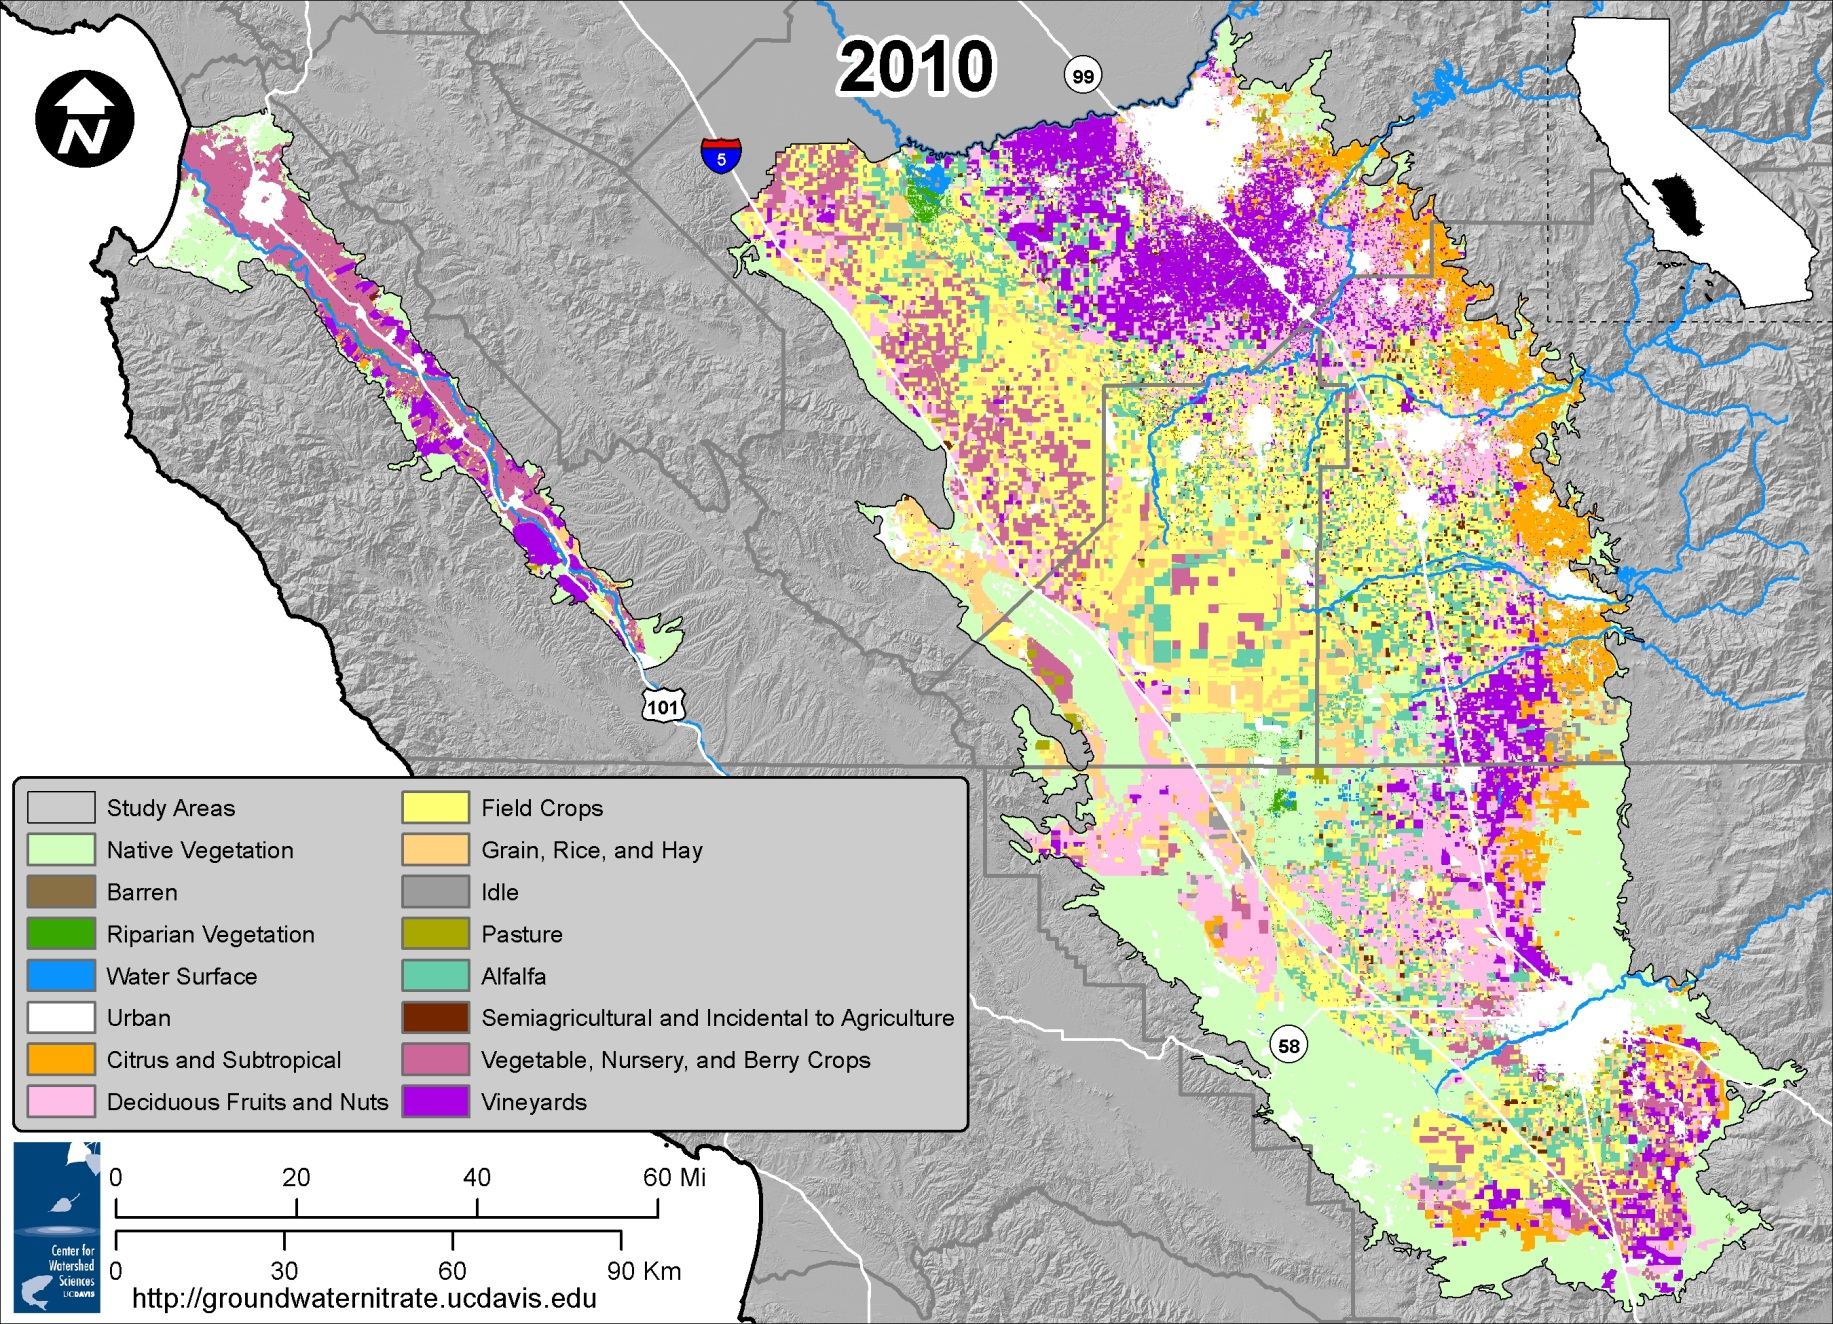 2010
99
N
5
101
Study Areas
Native Vegetation
Barren
Riparian Vegetation
Water Surface
Urban
Citrus and Subtropical
Deciduous Fruits and Nuts
Field Crops
Grain, Rice, and Hay
Idle
Pasture
Alfalfa
Semiagricultural and Incidental to Agriculture
Vegetable, Nursery, and Berry Crops
Vineyards
58
0 20 40 60 Mi
0 30 60 90 Km
Center for
Watershed
Sciences
UCDAVIS
http://groundwaternitrate.ucdavis.edu